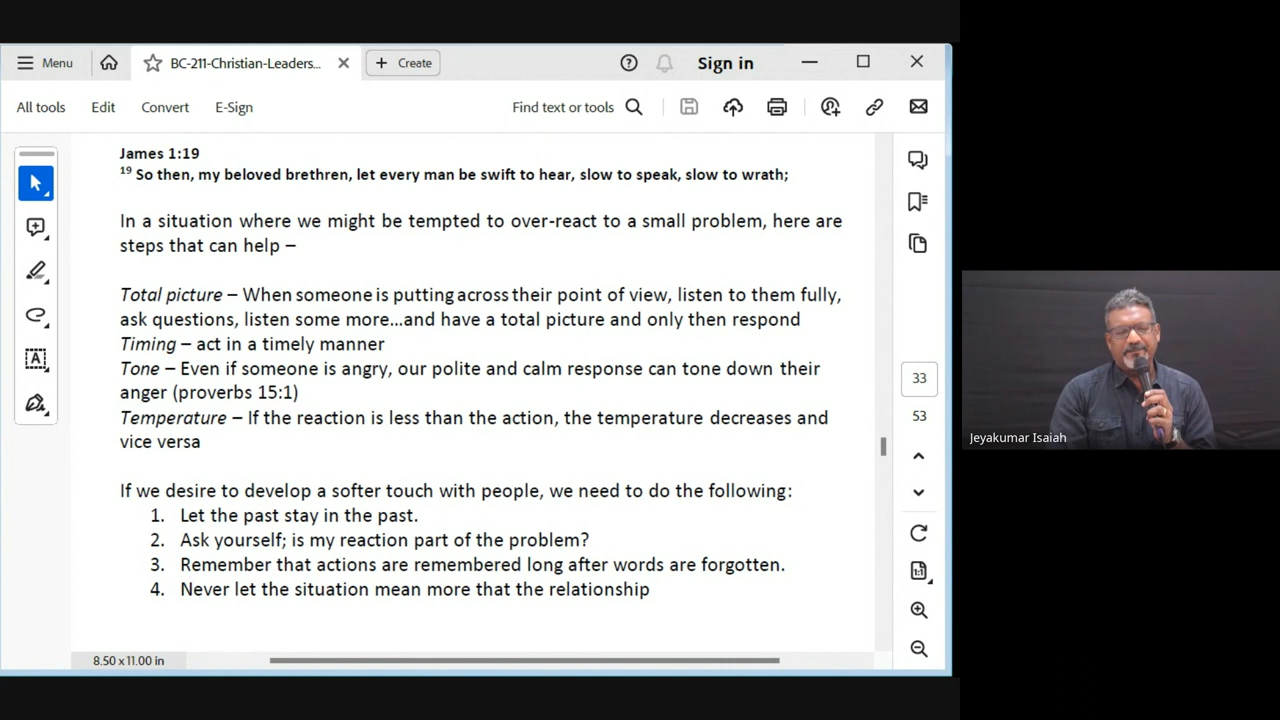 Menu
BC-211-Christian-Leaders...
Create
Sign in
All tools
Edit
Convert
E-Sign
Find text or tools
James 1:19
19 So then, my beloved brethren, let every man be swift to hear, slow to speak, slow to wrath;
In a situation where we might be tempted to over-react to a small problem, here are
steps that can help –
Total picture – When someone is putting across their point of view, listen to them fully,
ask questions, listen some more...and have a total picture and only then respond
Timing – act in a timely manner
Tone – Even if someone is angry, our polite and calm response can tone down their
anger (proverbs 15:1)
Temperature – If the reaction is less than the action, the temperature decreases and
vice versa
If we desire to develop a softer touch with people, we need to do the following:
1. Let the past stay in the past.
2. Ask yourself; is my reaction part of the problem?
3. Remember that actions are remembered long after words are forgotten.
4. Never let the situation mean more that the relationship
8.50 x 11.00 in
33
53
1:1
Jeyakumar Isaiah